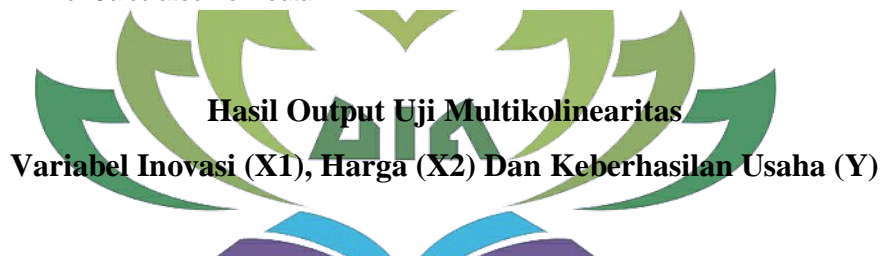 Hasil Output Uji Multikolinearitas
Variabel Inovasi (X1), Harga (X2) Dan Keberhasilan Usaha (Y)